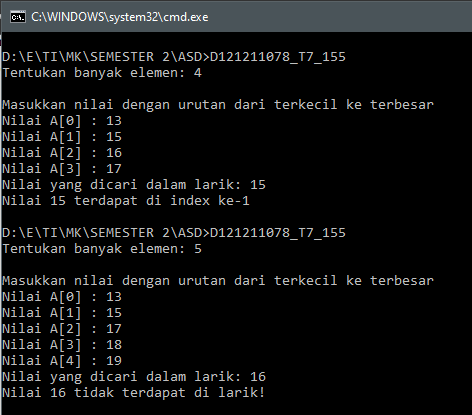 C:\WINDOWS\system32\cmd.exe
D:\E\TI\MK\SEMESTER 2\ASD>D121211078_T7_155
Tentukan banyak elemen: 4
Masukkan nilai dengan urutan dari terkecil ke terbesar
Nilai A[0] : 13
Nilai A[1] : 15
Nilai A[2] : 16
Nilai A[3] : 17
Nilai yang dicari dalam larik: 15
Nilai 15 terdapat di index ke-1
D:\E\TI\MK\SEMESTER 2\ASD>D121211078_T7_155
Tentukan banyak elemen: 5
Masukkan nilai dengan urutan dari terkecil ke terbesar
Nilai A[0] : 13
Nilai A[1] : 15
Nilai A[2] : 17
Nilai A[3] : 18
Nilai A[4] : 19
Nilai yang dicari dalam larik: 16
Nilai 16 tidak terdapat di larik!